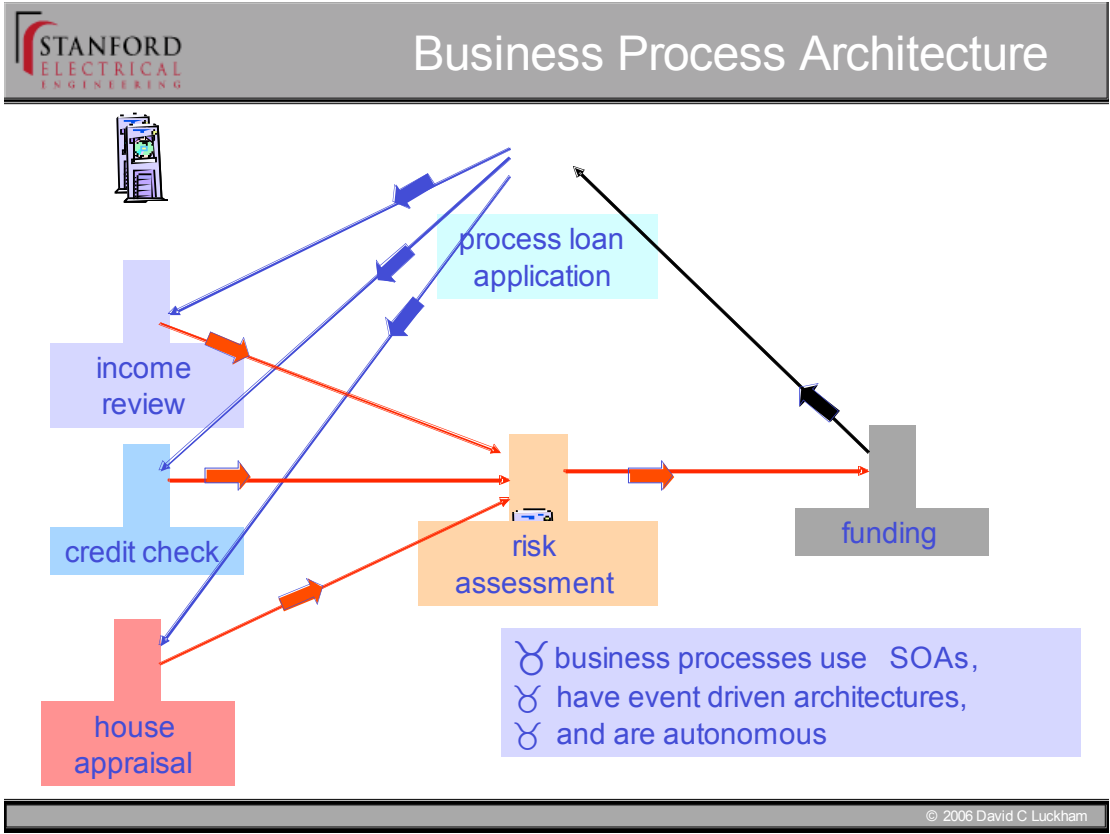 STANFORD
ELECTRICAL
ENGINEERING
Business Process Architecture
process loan
application
income
review
credit check
risk
assessment
funding
house
appraisal
♉ business processes use SOAs,
♉ have event driven architectures,
♉ and are autonomous
© 2006 David C Luckham